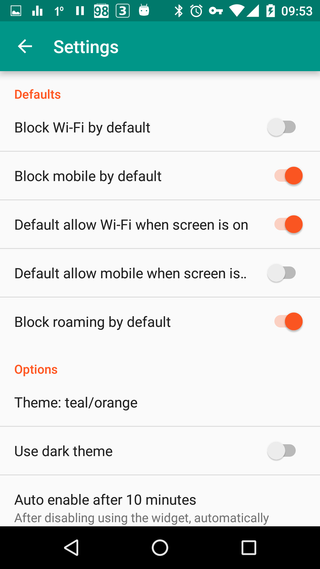 1° 98 3 09:53
Settings
Defaults
Block Wi-Fi by default
Block mobile by default
Default allow Wi-Fi when screen is on
Default allow mobile when screen is..
Block roaming by default
Options
Theme: teal/orange
Use dark theme
Auto enable after 10 minutes
After disabling using the widget, automatically